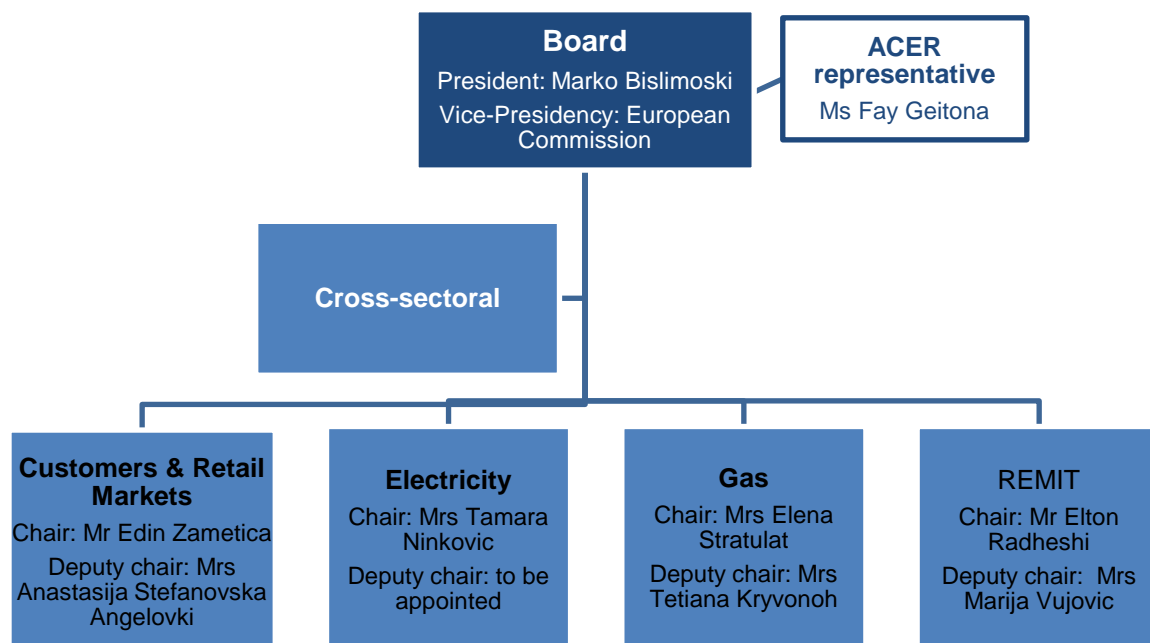 Board
President: Marko Bislimoski
Vice-Presidency: European
Commission
ACER
representative
Ms Fay Geitona
Cross-sectoral
Customers & Retail
Markets
Chair: Mr Edin Zametica
Deputy chair: Mrs
Anastasija Stefanovska
Angelovki
Electricity
Chair: Mrs Tamara
Ninkovic
Deputy chair: to be
appointed
Gas
Chair: Mrs Elena
Stratulat
Deputy chair: Mrs
Tetiana Kryvonoh
REMIT
Chair: Mr Elton
Radheshi
Deputy chair:  Mrs
Marija Vujovic